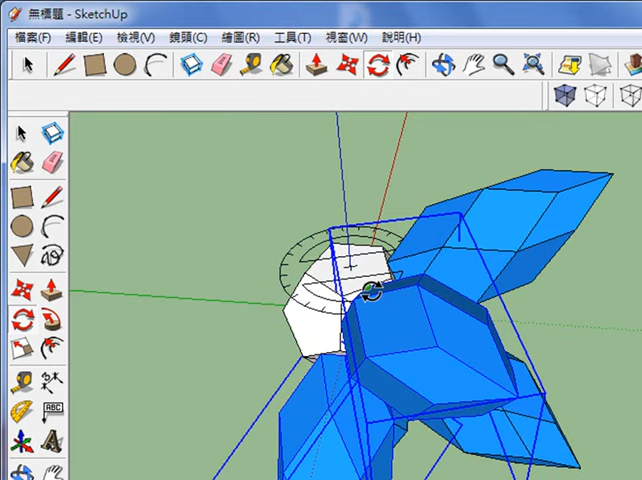 無標題 - SketchUp
檔案(F) 編輯(E) 檢視(V) 鏡頭(C) 繪圖(R) 工具(T) 視窗(W) 說明(H)
ABC
A